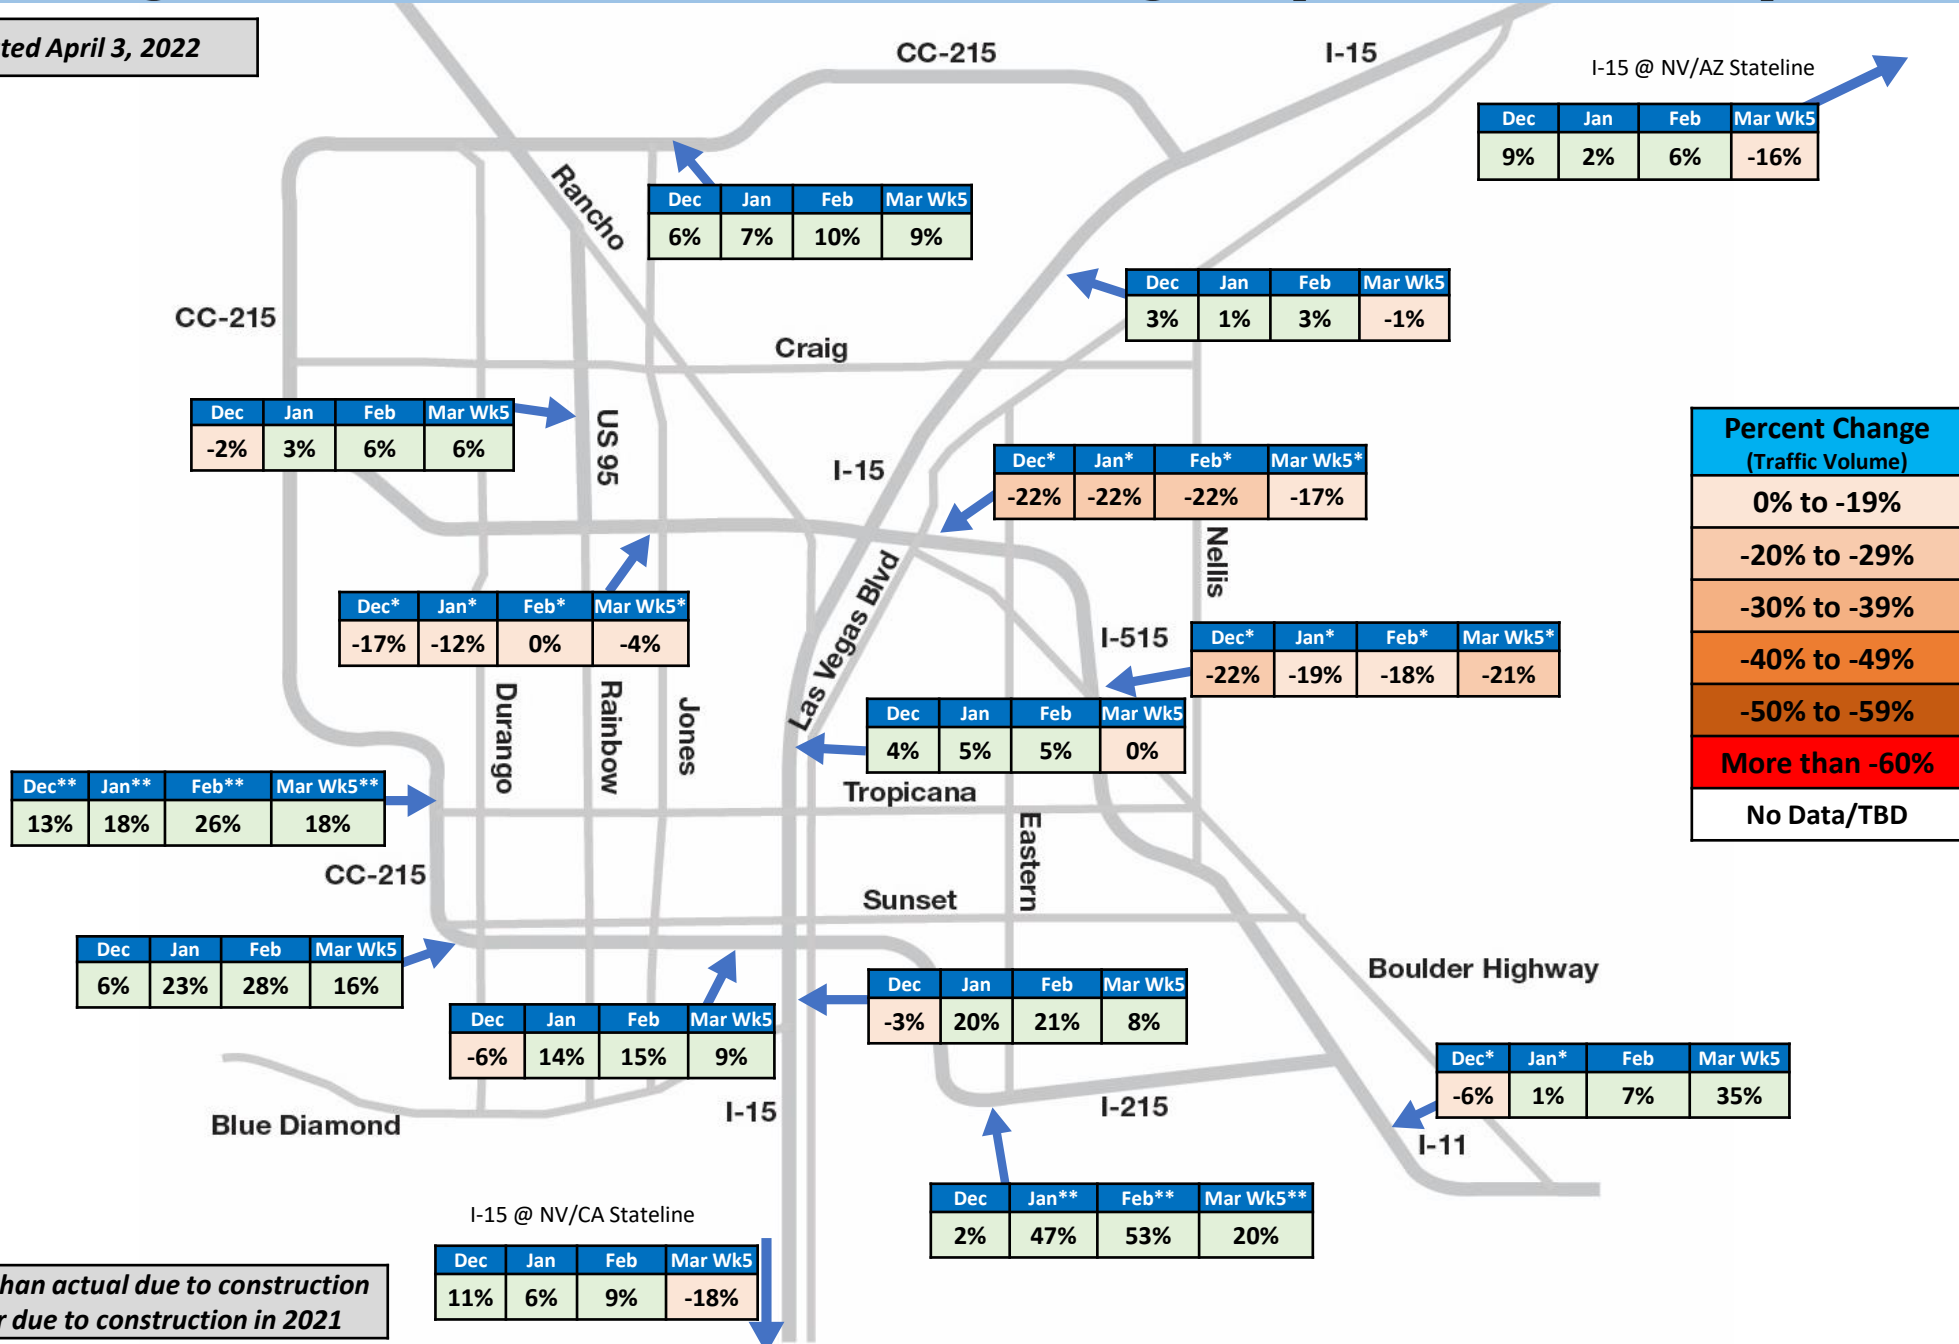 ted April 3, 2022
CC-215
I-15
I-15 @ NV/AZ Stateline
Dec Jan Feb Mar Wk5
9% 2% 6% -16%
Rancho
Dec Jan Feb Mar Wk5
6% 7% 10% 9%
Dec Jan Feb Mar Wk5
3% 1% 3% -1%
CC-215
Craig
Dec Jan Feb Mar Wk5
-2% 3% 6% 6%
US 95
I-15
Dec* Jan* Feb* Mar Wk5*
-22% -22% -22% -17%
Nellis
Percent Change
(Traffic Volume)
0% to -19%
-20% to -29%
-30% to -39%
-40% to -49%
-50% to -59%
More than -60%
No Data/TBD
Las Vegas Blvd
Dec* Jan* Feb* Mar Wk5*
-17% -12% 0% -4%
I-515
Dec* Jan* Feb* Mar Wk5*
-22% -19% -18% -21%
Durango
Rainbow
Jones
Dec Jan Feb Mar Wk5
4% 5% 5% 0%
Dec** Jan** Feb** Mar Wk5**
13% 18% 26% 18%
Tropicana
Eastern
CC-215
Sunset
Dec Jan Feb Mar Wk5
6% 23% 28% 16%
Dec Jan Feb Mar Wk5
-6% 14% 15% 9%
Dec Jan Feb Mar Wk5
-3% 20% 21% 8%
Boulder Highway
Dec* Jan* Feb Mar Wk5
-6% 1% 7% 35%
Blue Diamond
I-15
I-215
I-11
Dec Jan** Feb** Mar Wk5**
2% 47% 53% 20%
I-15 @ NV/CA Stateline
Dec Jan Feb Mar Wk5
11% 6% 9% -18%
han actual due to construction
r due to construction in 2021